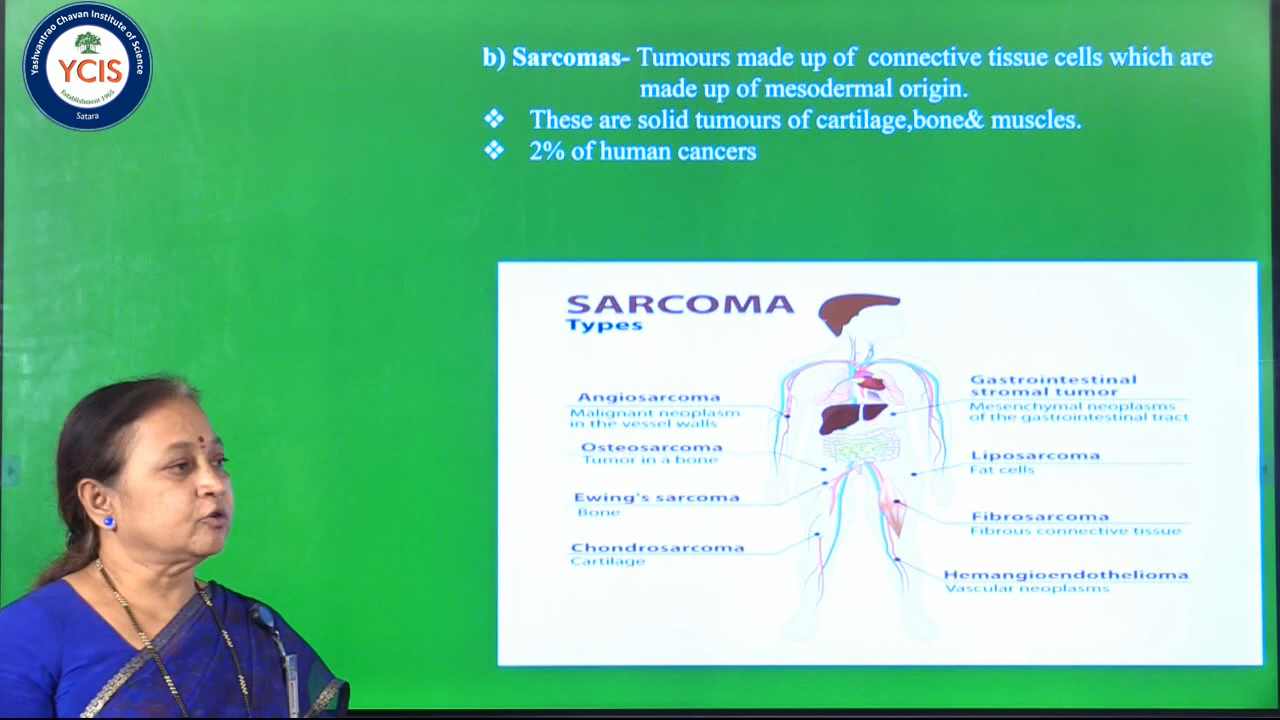 Yashvantrao Chavan Institute of Science
YCIS
Establishment 1965
Satara
b) Sarcomas- Tumours made up of connective tissue cells which are
made up of mesodermal origin.
❖ These are solid tumours of cartilage,bone& muscles.
❖ 2% of human cancers
SARCOMA
Types
Angiosarcoma
Malignant neoplasm
in the vessel walls
Osteosarcoma
Tumor in a bone
Ewing's sarcoma
Bone
Chondrosarcoma
Cartilage
Gastrointestinal
stromal tumor
Mesenchymal neoplasms
of the gastrointestinal tract
Liposarcoma
Fat cells
Fibrosarcoma
Fibrous connective tissue
Hemangioendothelioma
Vascular neoplasms